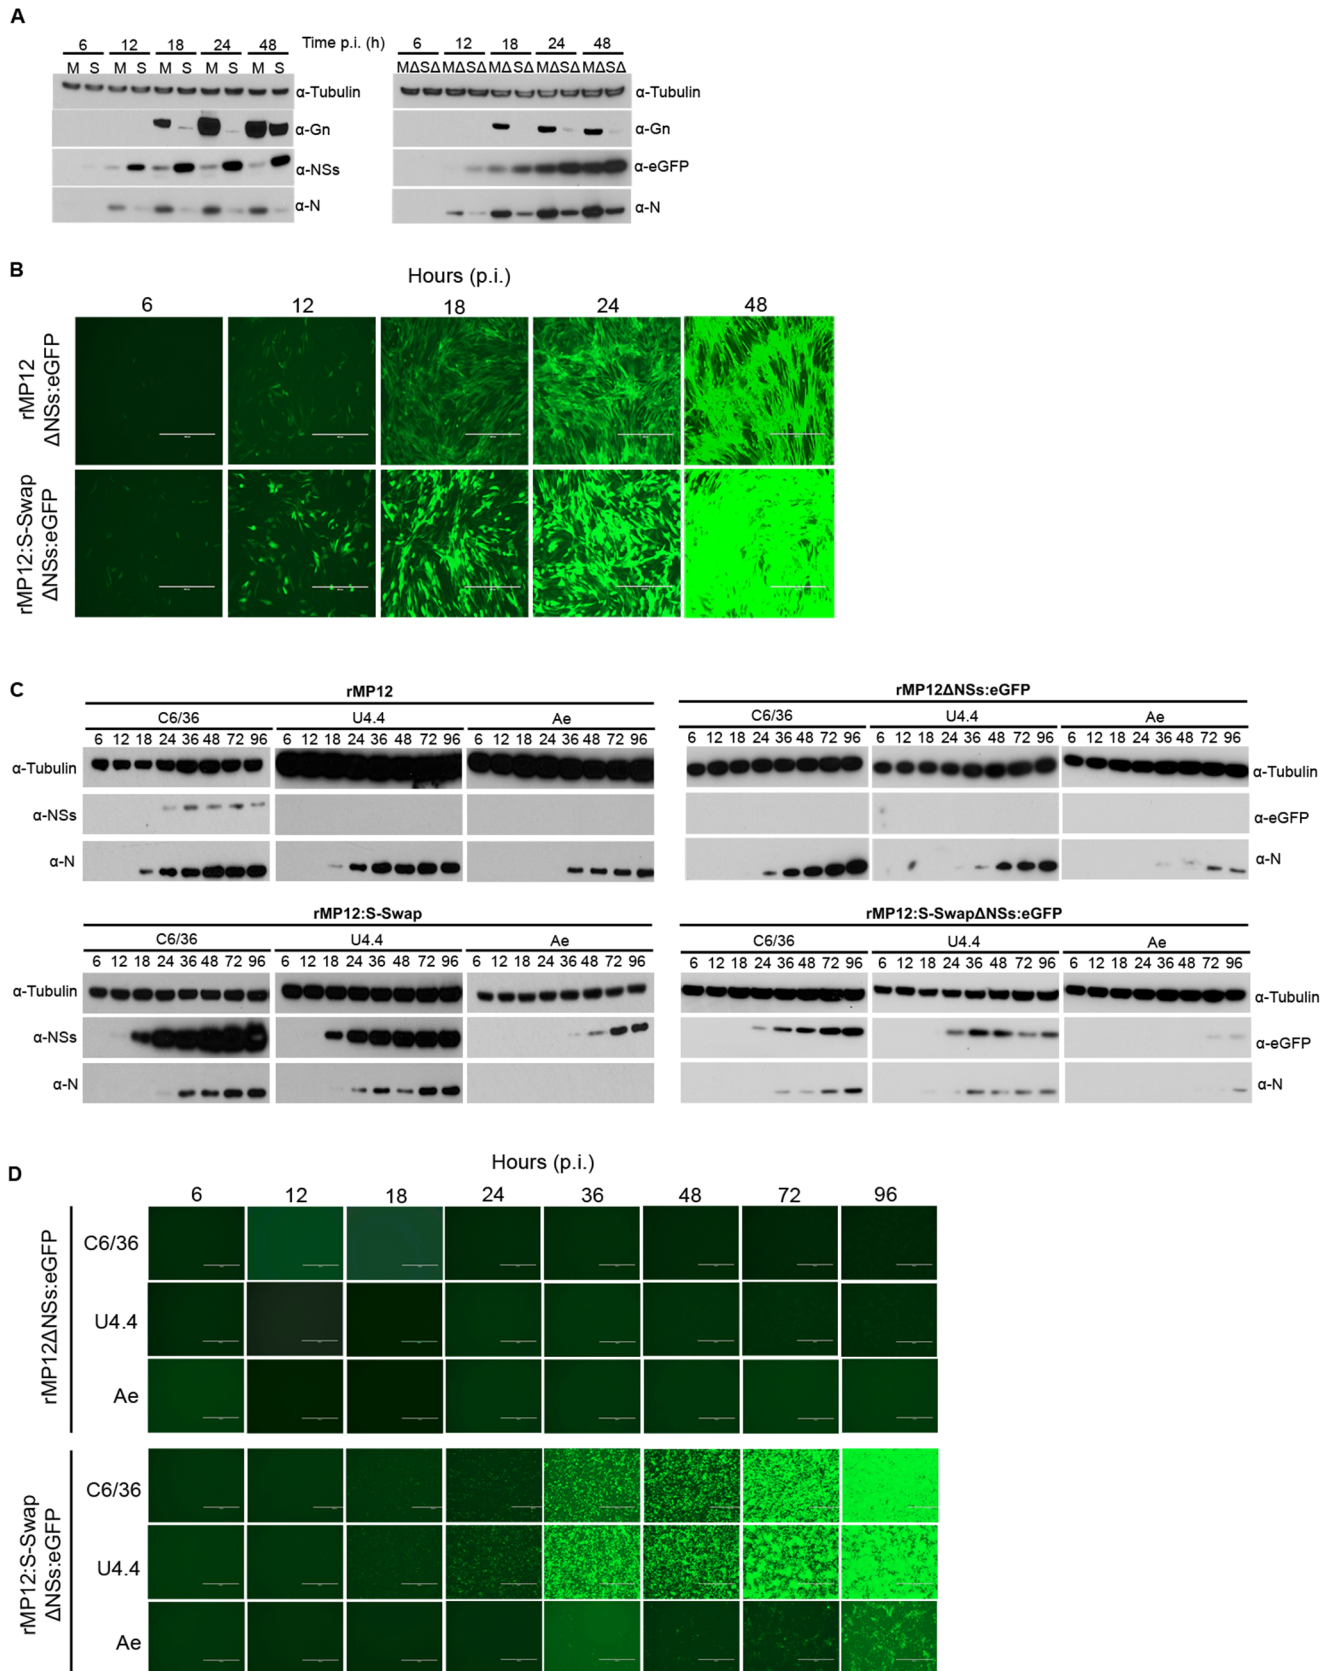 A
6 12 18 24 48 Time p.i. (h) 6 12 18 24 48
M S M S M S M S M S MΔSΔ MΔSΔ MΔSΔ MΔSΔ MΔSΔ
α-Tubulin α-Tubulin
α-Gn α-Gn
α-NSs α-eGFP
α-N α-N
B
Hours (p.i.)
6 12 18 24 48
rMP12
ΔNSs:eGFP
rMP12:S-Swap
ΔNSs:eGFP
C
rMP12 rMP12ΔNSs:eGFP
C6/36 U4.4 Ae C6/36 U4.4 Ae
6 12 18 24 36 48 72 96 6 12 18 24 36 48 72 96 6 12 18 24 36 48 72 96 6 12 18 24 36 48 72 96 6 12 18 24 36 48 72 96 6 12 18 24 36 48 72 96
α-Tubulin α-Tubulin
α-NSs α-eGFP
α-N α-N
rMP12:S-Swap rMP12:S-SwapΔNSs:eGFP
C6/36 U4.4 Ae C6/36 U4.4 Ae
6 12 18 24 36 48 72 96 6 12 18 24 36 48 72 96 6 12 18 24 36 48 72 96 6 12 18 24 36 48 72 96 6 12 18 24 36 48 72 96 6 12 18 24 36 48 72 96
α-Tubulin α-Tubulin
α-NSs α-eGFP
α-N α-N
D
Hours (p.i.)
6 12 18 24 36 48 72 96
rMP12ΔNSs:eGFP
C6/36
U4.4
Ae
rMP12:S-Swap
ΔNSs:eGFP
C6/36
U4.4
Ae